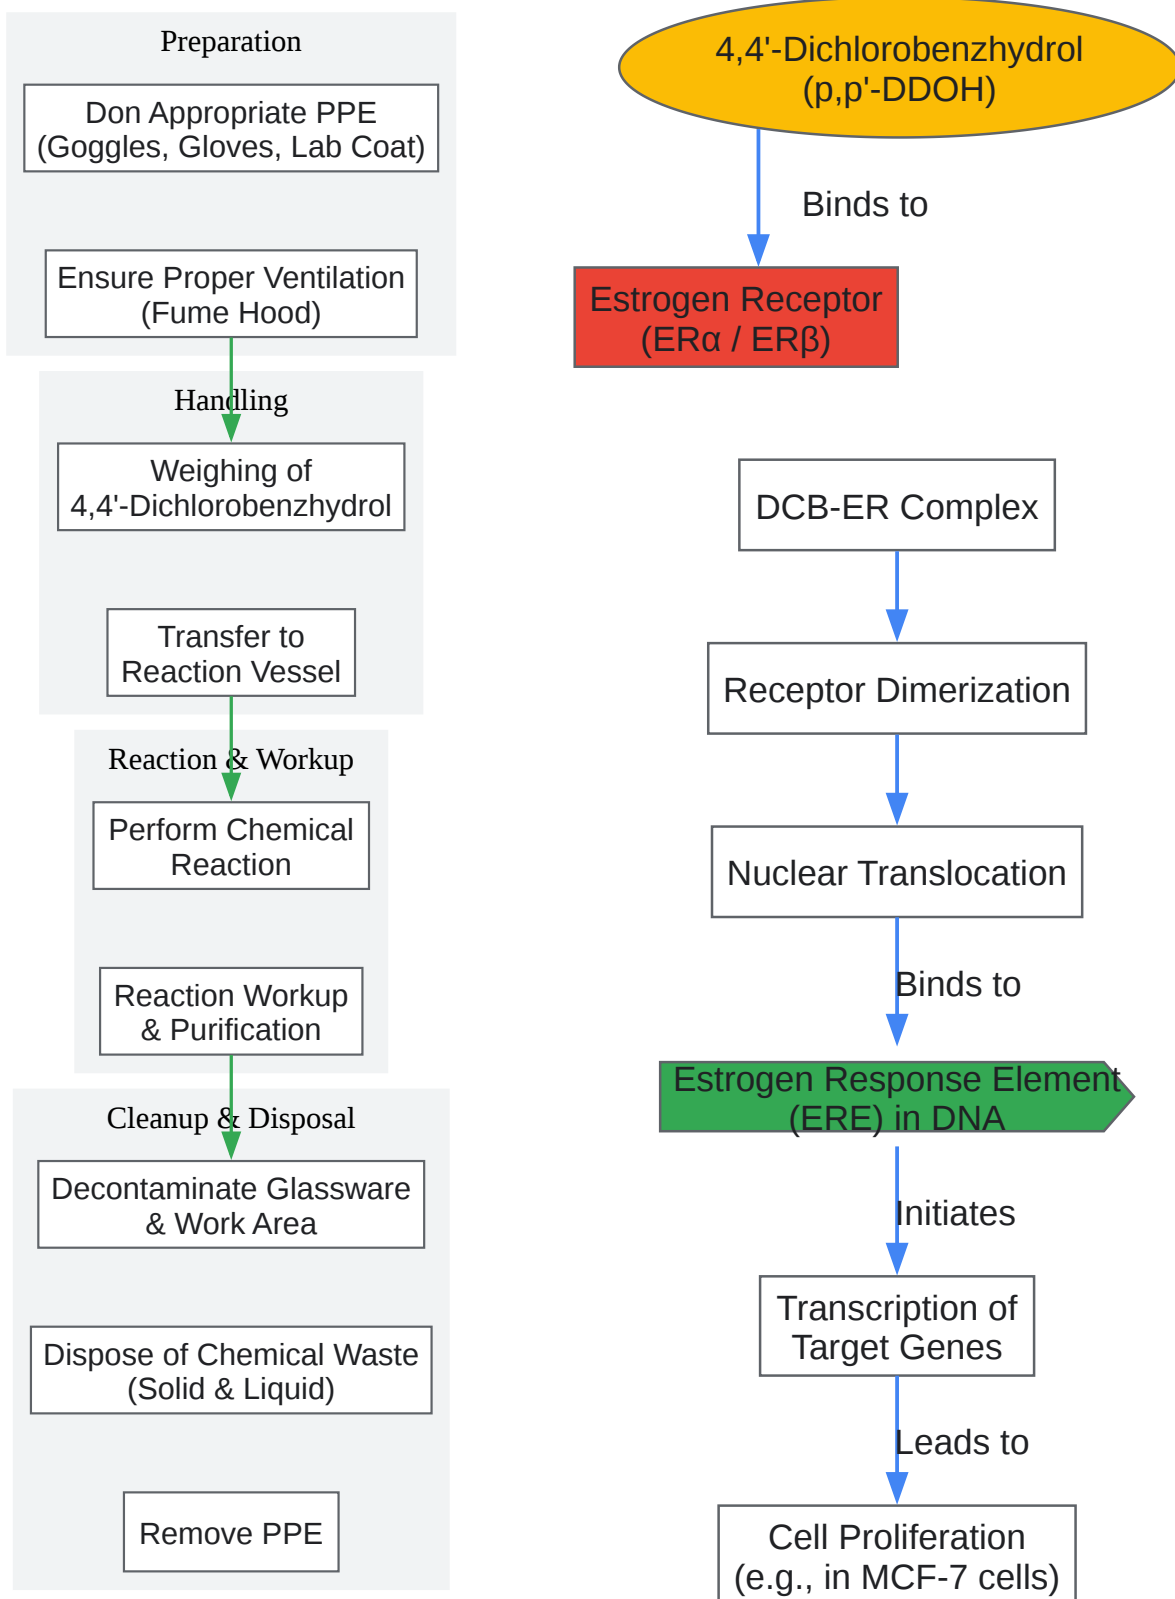 Preparation
Don Appropriate PPE
(Goggles, Gloves, Lab Coat)
Ensure Proper Ventilation
(Fume Hood)
Handling
Weighing of
4,4'-Dichlorobenzhydrol
Transfer to
Reaction Vessel
Reaction & Workup
Perform Chemical
Reaction
Reaction Workup
& Purification
Cleanup & Disposal
Decontaminate Glassware
& Work Area
Dispose of Chemical Waste
(Solid & Liquid)
Remove PPE
4,4'-Dichlorobenzhydrol
(p,p'-DDOH)
Binds to
Estrogen Receptor
(ERα / ERβ)
DCB-ER Complex
Receptor Dimerization
Nuclear Translocation
Binds to
Estrogen Response Element
(ERE) in DNA
Initiates
Transcription of
Target Genes
Leads to
Cell Proliferation
(e.g., in MCF-7 cells)